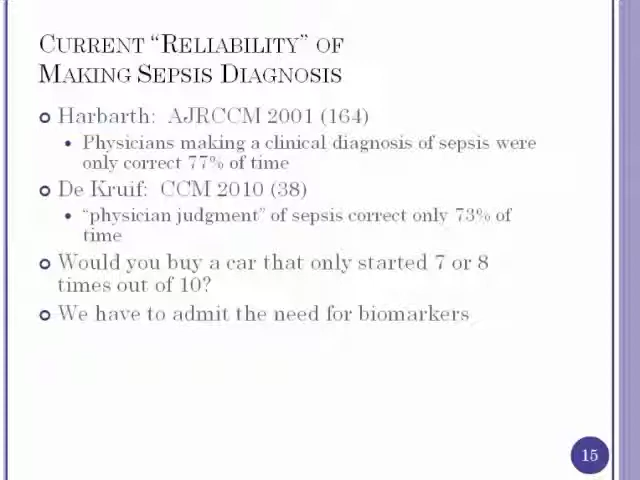 CURRENT “RELIABILITY” OF
MAKING SEPSIS DIAGNOSIS
Harbarth: AJRCCM 2001 (164)
Physicians making a clinical diagnosis of sepsis were
only correct 77% of time
De Kruif: CCM 2010 (38)
“physician judgment” of sepsis correct only 73% of
time
Would you buy a car that only started 7 or 8
times out of 10?
We have to admit the need for biomarkers
15